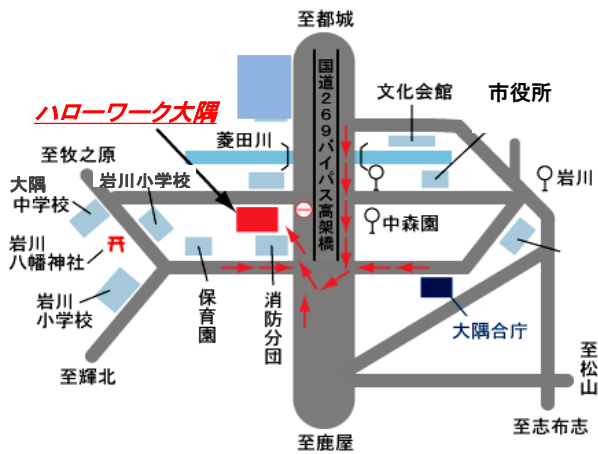 至都城
国道269バイパス高架橋
文化会館
市役所
ハローワーク大隅
菱田川
至牧之原
岩川小学校
大隅
中学校
岩川
中森園
岩川
八幡神社
岩川
小学校
保育園
消防分団
大隅合庁
至松山
至輝北
至志布志
至鹿屋